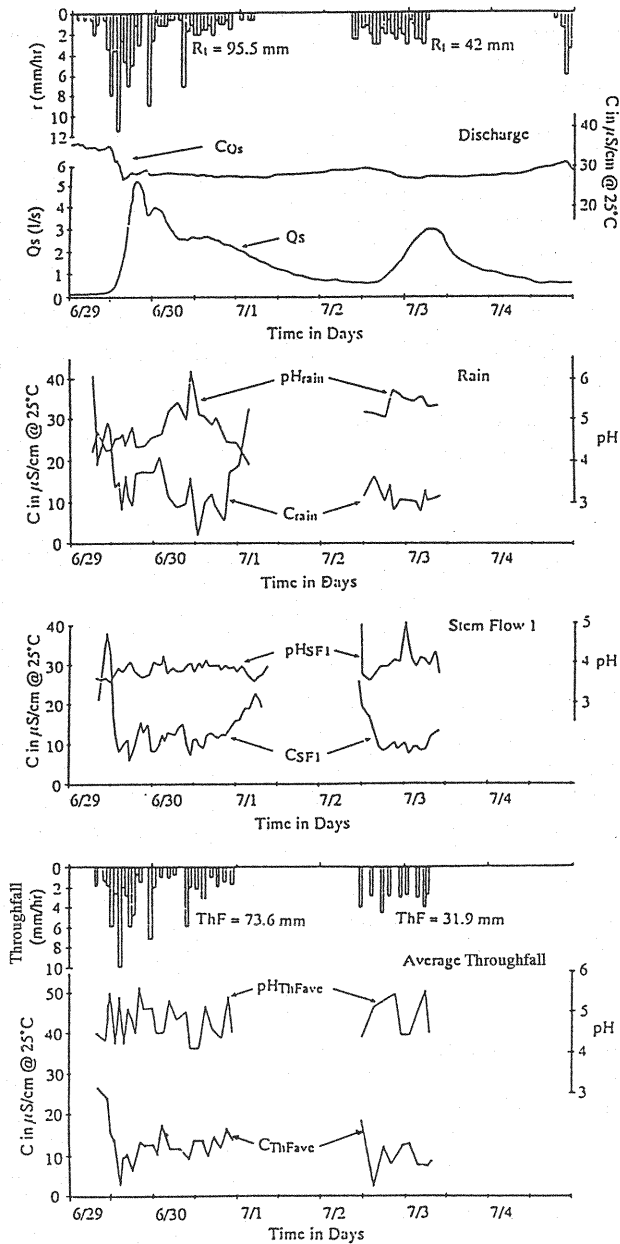 0
2
4
6
8
10
12
r (mm/hr)
Rt = 95.5 mm
Rt = 42 mm
40
30
20
C in μS/cm @ 25°C
CQs
Discharge
6
5
4
3
2
1
0
Qs (l/s)
Qs
6/29 6/30 7/1 7/2 7/3 7/4
Time in Days
40
30
20
10
0
C in μS/cm @ 25°C
pHrain
Rain
6
5
4
3
pH
Crain
6/29 6/30 7/1 7/2 7/3 7/4
Time in Days
40
30
20
10
0
C in μS/cm @ 25°C
Stem Flow 1
pHSF1
5
4
3
pH
CSF1
6/29 6/30 7/1 7/2 7/3 7/4
Time in Days
0
2
4
6
8
10
Throughfall
(mm/hr)
ThF = 73.6 mm
ThF = 31.9 mm
Average Throughfall
50
40
30
20
10
0
C in μS/cm @ 25°C
pHThFave
6
5
4
3
pH
CThFave
6/29 6/30 7/1 7/2 7/3 7/4
Time in Days